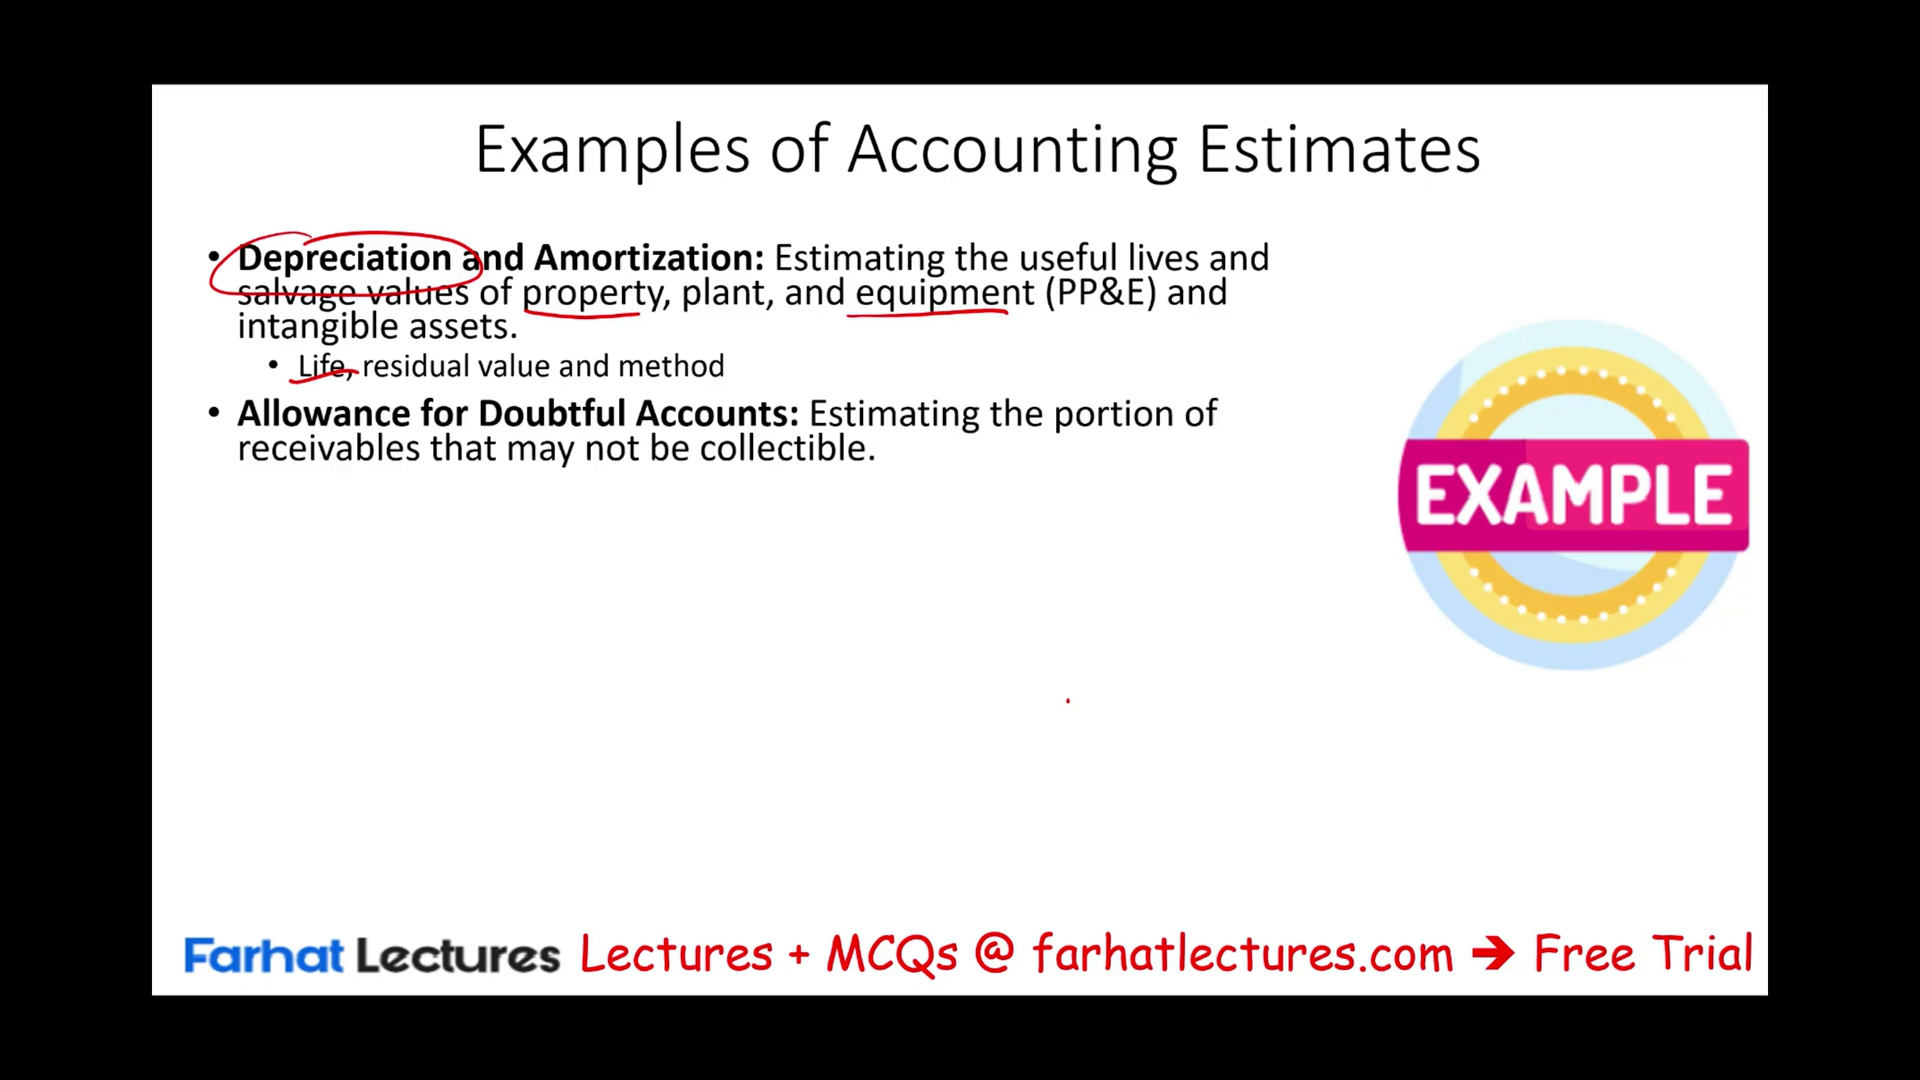 Examples of Accounting Estimates
• Depreciation and Amortization: Estimating the useful lives and
salvage values of property, plant, and equipment (PP&E) and
intangible assets.
• Life, residual value and method
• Allowance for Doubtful Accounts: Estimating the portion of
receivables that may not be collectible.
EXAMPLE
Farhat Lectures Lectures + MCQs @ farhatlectures.com ➔ Free Trial